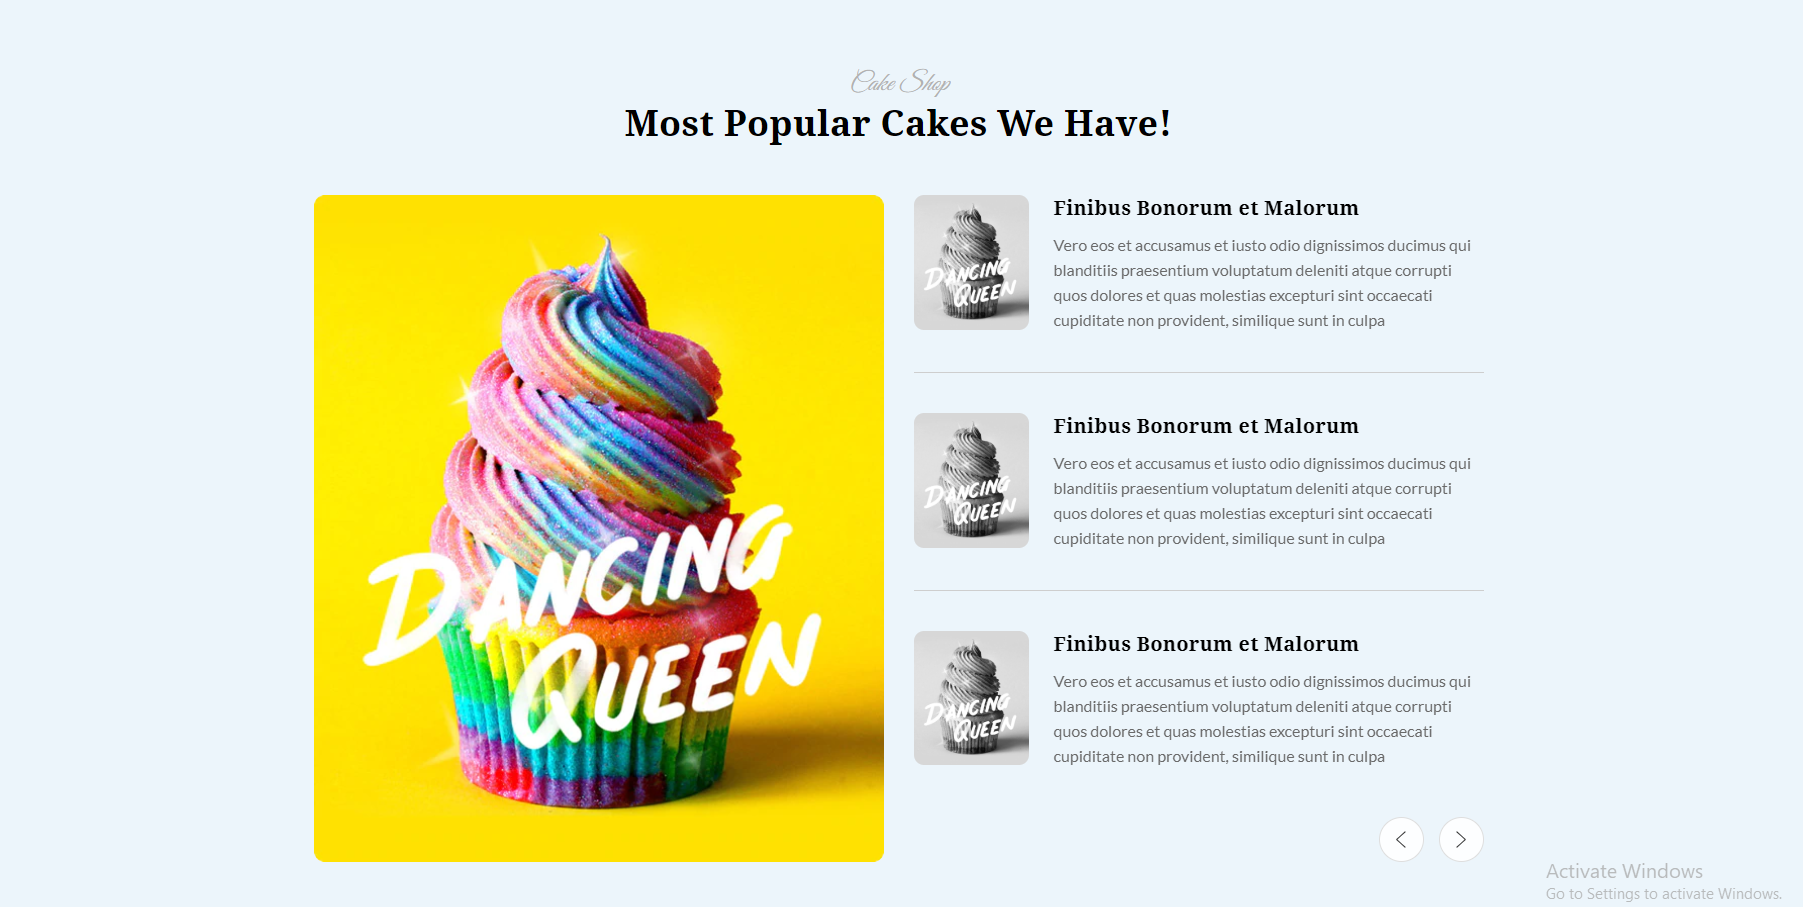 Cake Shop
Most Popular Cakes We Have!
DANCING
QUEEN
DANCING
QUEEN
Finibus Bonorum et Malorum
Vero eos et accusamus et iusto odio dignissimos ducimus qui
blanditiis praesentium voluptatum deleniti atque corrupti
quos dolores et quas molestias excepturi sint occaecati
cupiditate non provident, similique sunt in culpa
DANCING
QUEEN
Finibus Bonorum et Malorum
Vero eos et accusamus et iusto odio dignissimos ducimus qui
blanditiis praesentium voluptatum deleniti atque corrupti
quos dolores et quas molestias excepturi sint occaecati
cupiditate non provident, similique sunt in culpa
DANCING
QUEEN
Finibus Bonorum et Malorum
Vero eos et accusamus et iusto odio dignissimos ducimus qui
blanditiis praesentium voluptatum deleniti atque corrupti
quos dolores et quas molestias excepturi sint occaecati
cupiditate non provident, similique sunt in culpa
Activate Windows
Go to Settings to activate Windows.